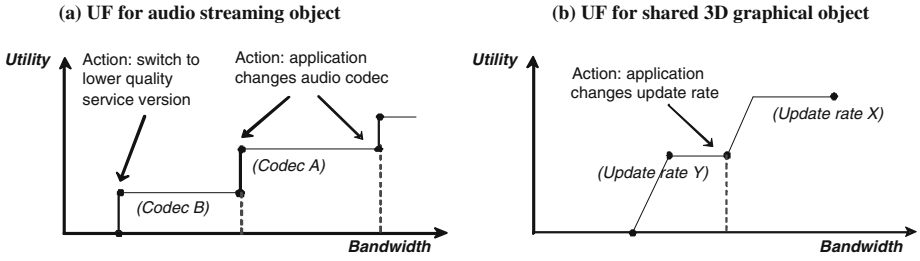 (a) UF for audio streaming object
Utility
Action: switch to
lower quality
service version
Action: application
changes audio codec
(Codec A)
(Codec B)
Bandwidth
(b) UF for shared 3D graphical object
Utility
Action: application
changes update rate
(Update rate X)
(Update rate Y)
Bandwidth